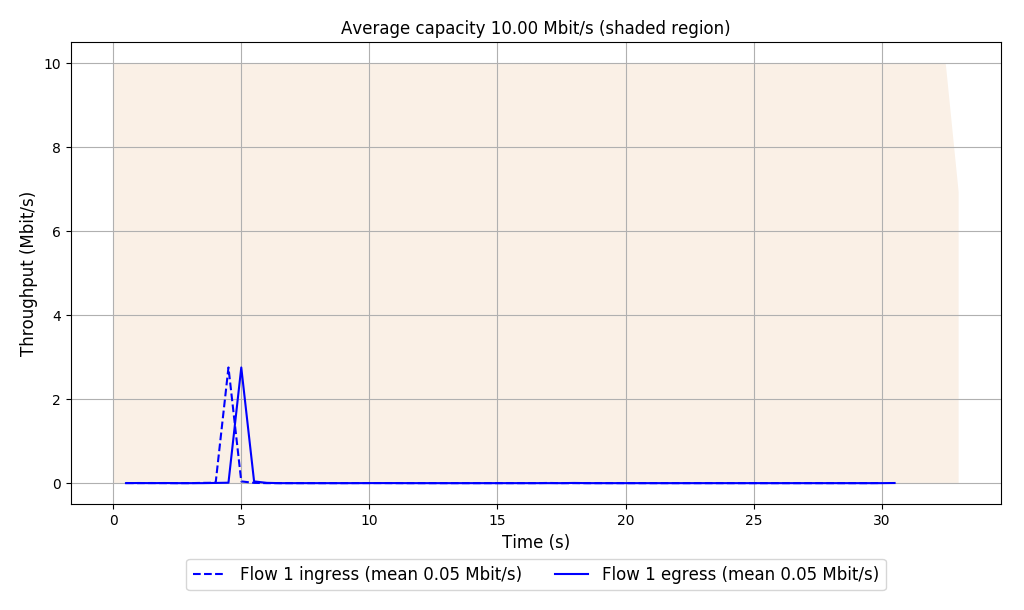 Average capacity 10.00 Mbit/s (shaded region)
10
8
6
4
2
0
Throughput (Mbit/s)
0 5 10 15 20 25 30
Time (s)
Flow 1 ingress (mean 0.05 Mbit/s) Flow 1 egress (mean 0.05 Mbit/s)